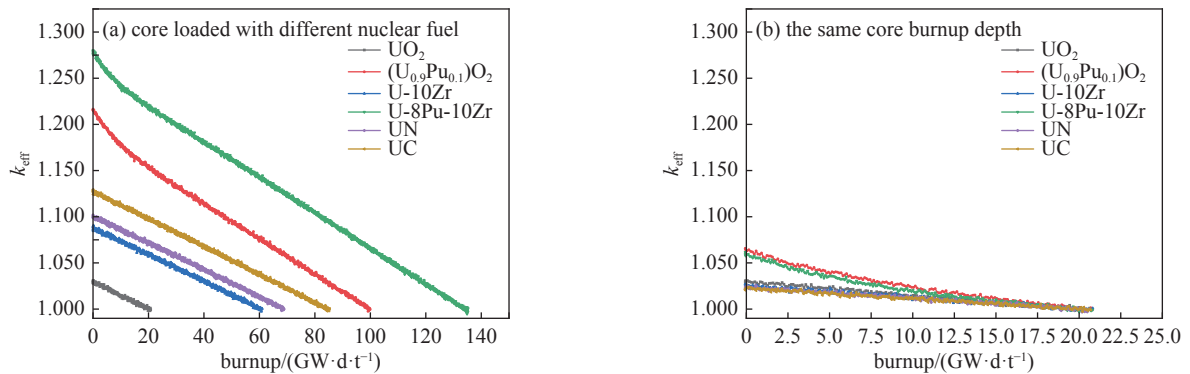 (a) core loaded with different nuclear fuel
UO₂
(U₀.₉Pu₀.₁)O₂
U-10Zr
U-8Pu-10Zr
UN
UC
1.300
1.250
1.200
1.150
1.100
1.050
1.000
k_eff
0 20 40 60 80 100 120 140
burnup/(GW·d·t⁻¹)
(b) the same core burnup depth
UO₂
(U₀.₉Pu₀.₁)O₂
U-10Zr
U-8Pu-10Zr
UN
UC
1.300
1.250
1.200
1.150
1.100
1.050
1.000
k_eff
0 2.5 5.0 7.5 10.0 12.5 15.0 17.5 20.0 22.5 25.0
burnup/(GW·d·t⁻¹)